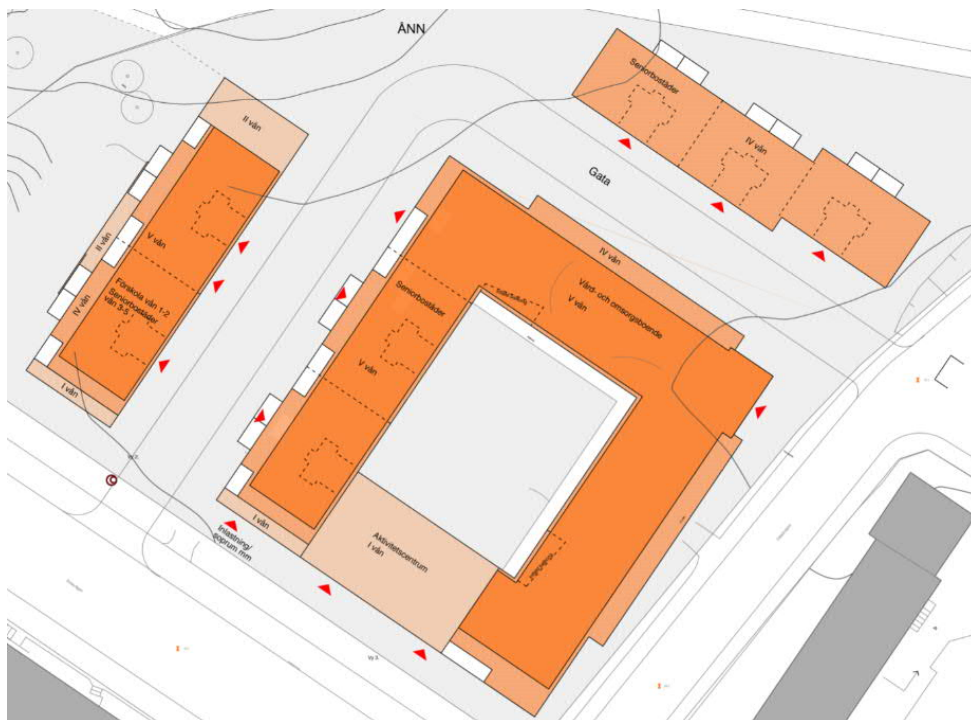 ÅNN
Seniorbostäder
IV vån
Gata
II vån
V vån
II vån
Förskola vån 1-2
Seniorbostäder
vån 3-5
IV vån
I vån
IV vån
Vård- och omsorgsboende
V vån
Seniorbostäder
V vån
I vån
Inlastning/
soprum mm
Aktivitetscentrum
I vån